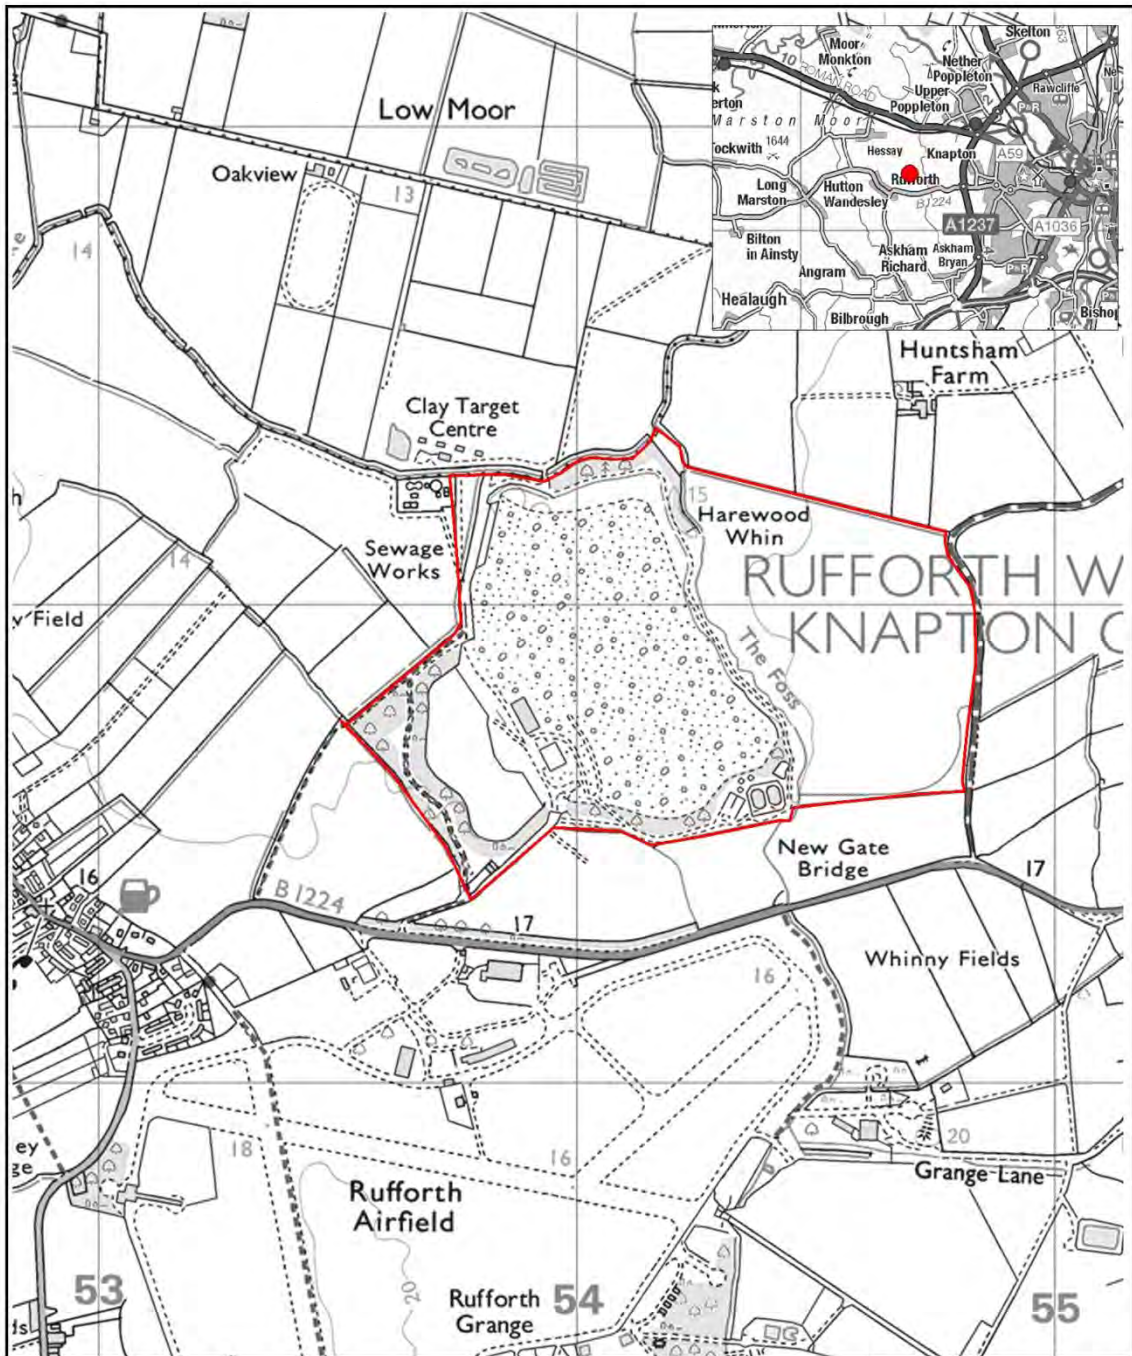 Low Moor
Oakview
13
14
Clay Target
Centre
Huntsham
Farm
15
Harewood
Whin
Sewage
Works
14
RUFFORTH W
KNAPTON C
The Foss
New Gate
Bridge
16
B 1224
17
17
Whinny Fields
16
18
16
20
Grange Lane
Rufforth
Airfield
20
Rufforth
Grange
53
54
55
Skelton
Moor
Monkton
Nether
Poppleton
Upper
Poppleton
Rawcliffe
10
ROMAN ROAD
P&R
Marston Moor
1644
Hessay
Knapton
A59
Long
Marston
Hutton
Wandesley
Rufforth
B1224
A1237
A1036
Bilton
in Ainsty
Askham
Richard
Askham
Bryan
Angram
P&R
Healaugh
Bilbrough